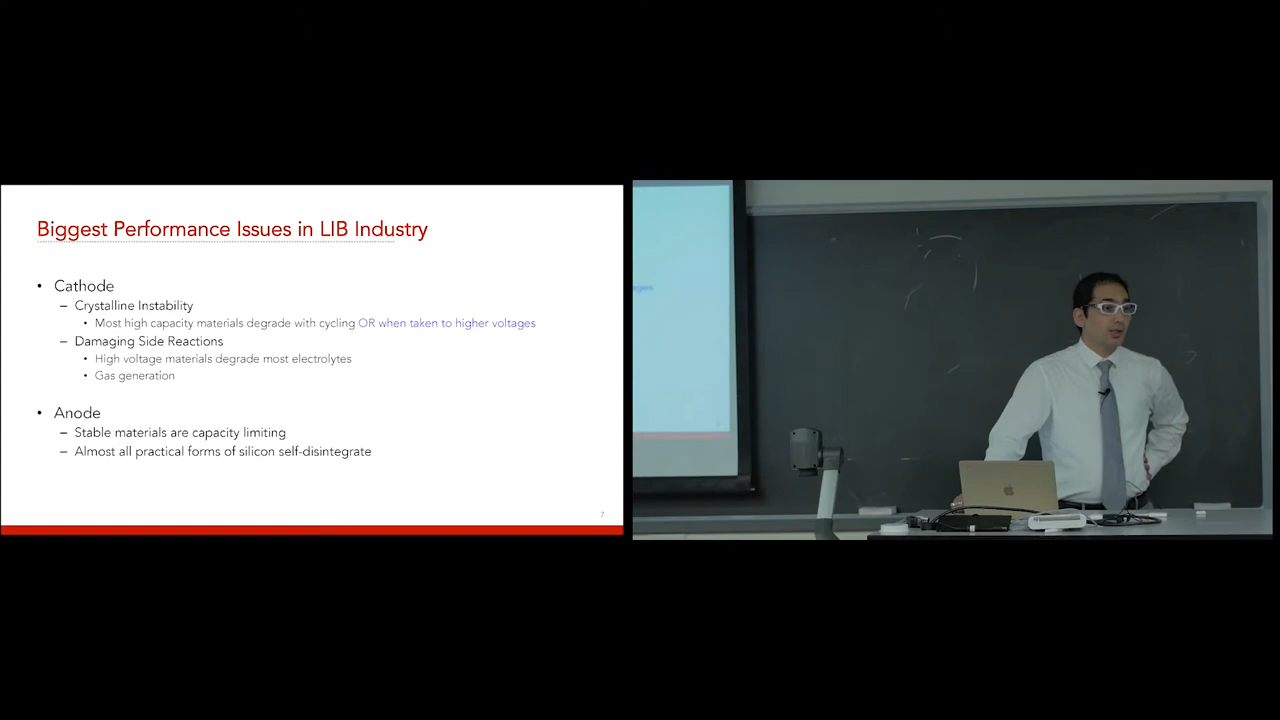 Biggest Performance Issues in LIB Industry
• Cathode
– Crystalline Instability
• Most high capacity materials degrade with cycling OR when taken to higher voltages
– Damaging Side Reactions
• High voltage materials degrade most electrolytes
• Gas generation
• Anode
– Stable materials are capacity limiting
– Almost all practical forms of silicon self-disintegrate
7